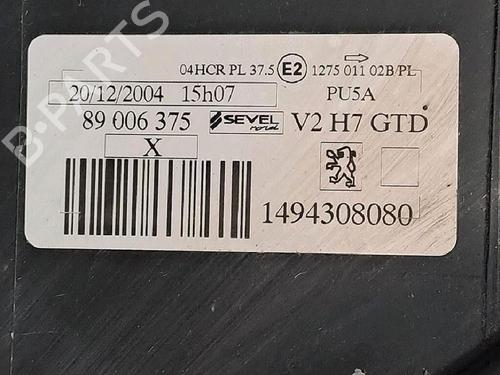 04HCR PL 37.5 E2 1275 011 02B/PL
20/12/2004 15h07 PU5A
89 006 375 SEVEL nord V2 H7 GTD
X
1494308080
B-PARTS